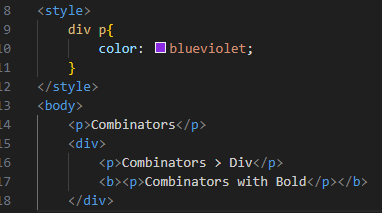 8 <style>
9 div p{
10 color: blueviolet;
11 }
12 </style>
13 <body>
14 <p>Combinators</p>
15 <div>
16 <p>Combinators > Div</p>
17 <b><p>Combinators with Bold</p></b>
18 </div>